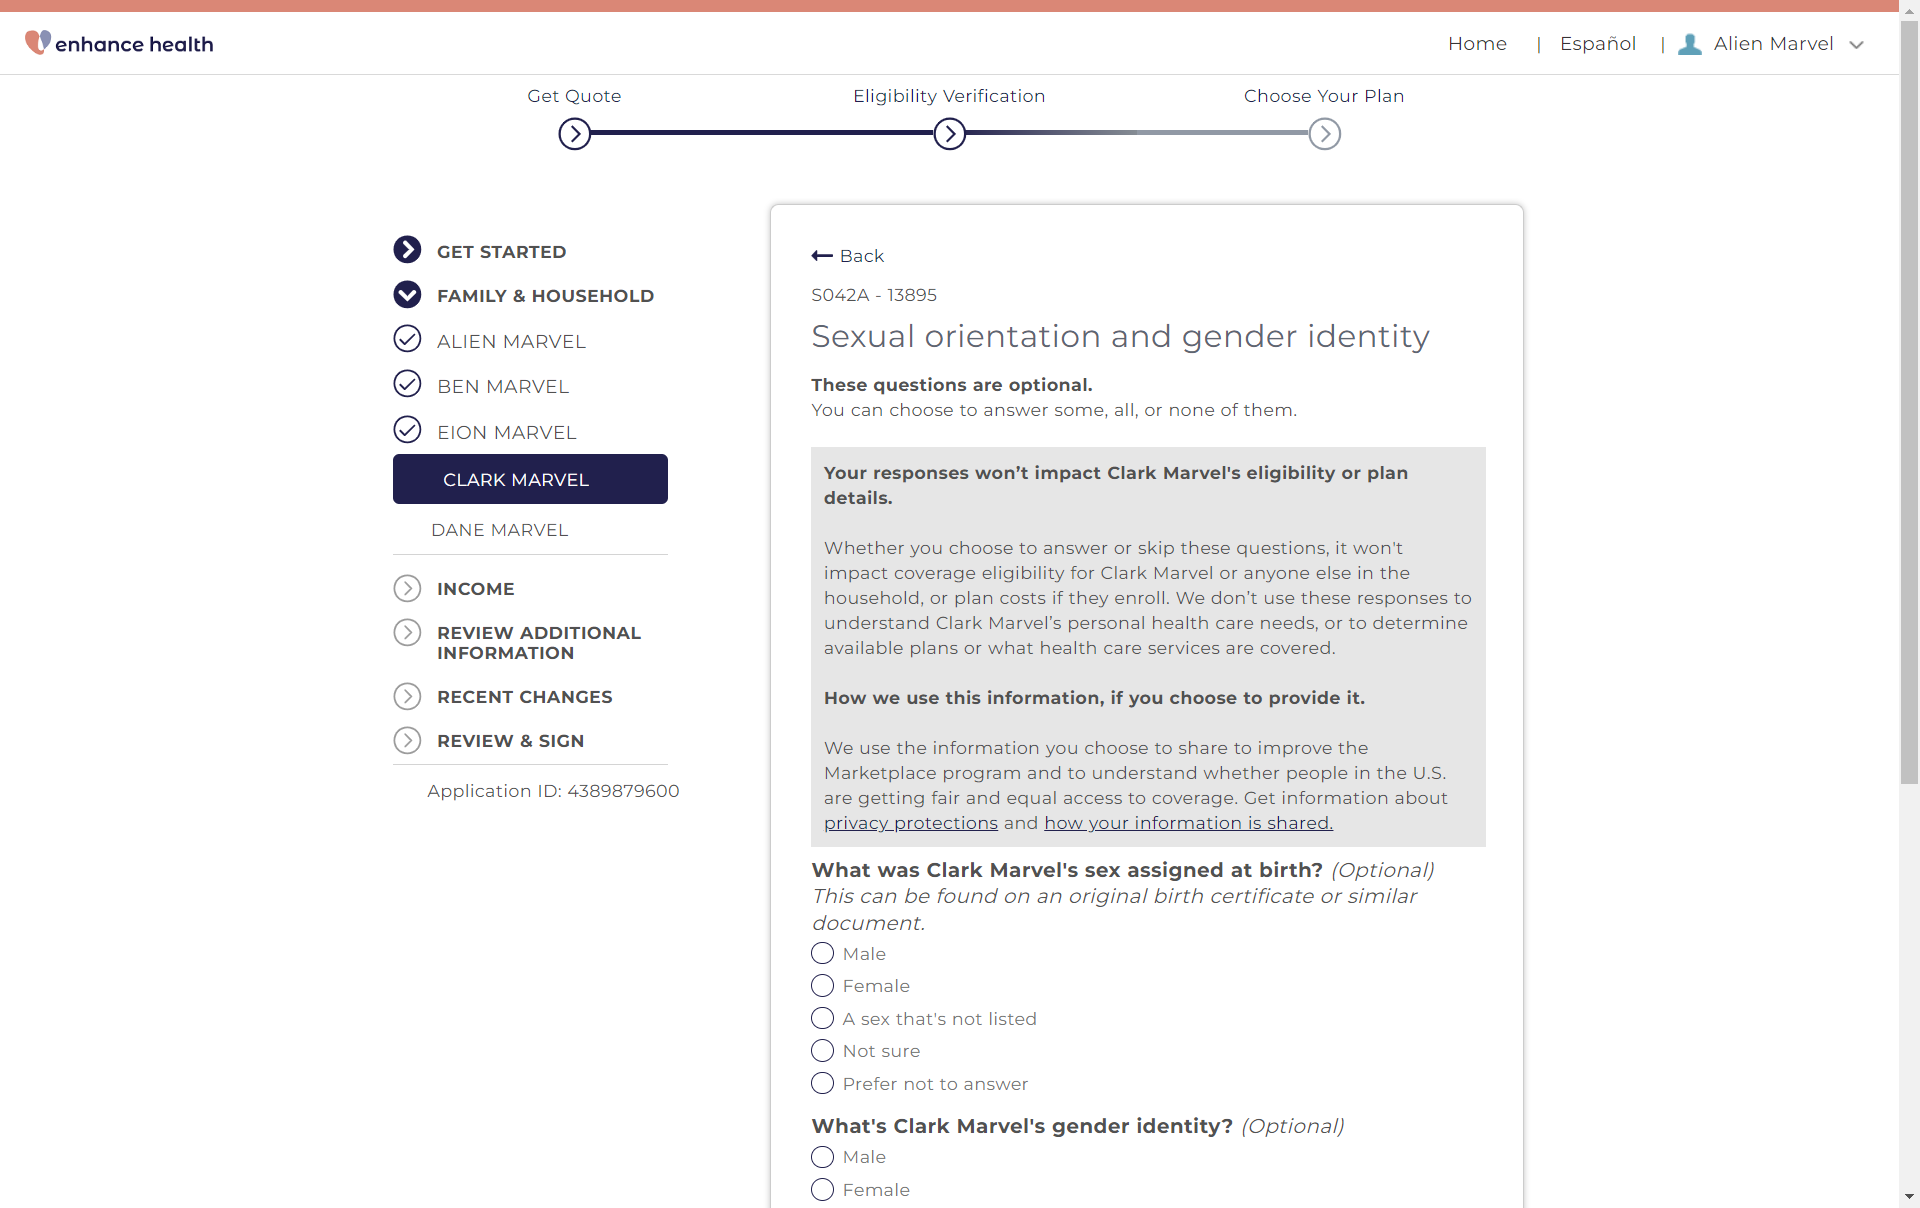 enhance health
Home | Español | Alien Marvel
Get Quote
Eligibility Verification
Choose Your Plan
GET STARTED
FAMILY & HOUSEHOLD
ALIEN MARVEL
BEN MARVEL
EION MARVEL
CLARK MARVEL
DANE MARVEL
INCOME
REVIEW ADDITIONAL
INFORMATION
RECENT CHANGES
REVIEW & SIGN
Application ID: 4389879600
Back
S042A - 13895
Sexual orientation and gender identity
These questions are optional.
You can choose to answer some, all, or none of them.
Your responses won’t impact Clark Marvel's eligibility or plan
details.
Whether you choose to answer or skip these questions, it won't
impact coverage eligibility for Clark Marvel or anyone else in the
household, or plan costs if they enroll. We don’t use these responses to
understand Clark Marvel’s personal health care needs, or to determine
available plans or what health care services are covered.
How we use this information, if you choose to provide it.
We use the information you choose to share to improve the
Marketplace program and to understand whether people in the U.S.
are getting fair and equal access to coverage. Get information about
privacy protections and how your information is shared.
What was Clark Marvel's sex assigned at birth? (Optional)
This can be found on an original birth certificate or similar
document.
Male
Female
A sex that's not listed
Not sure
Prefer not to answer
What's Clark Marvel's gender identity? (Optional)
Male
Female